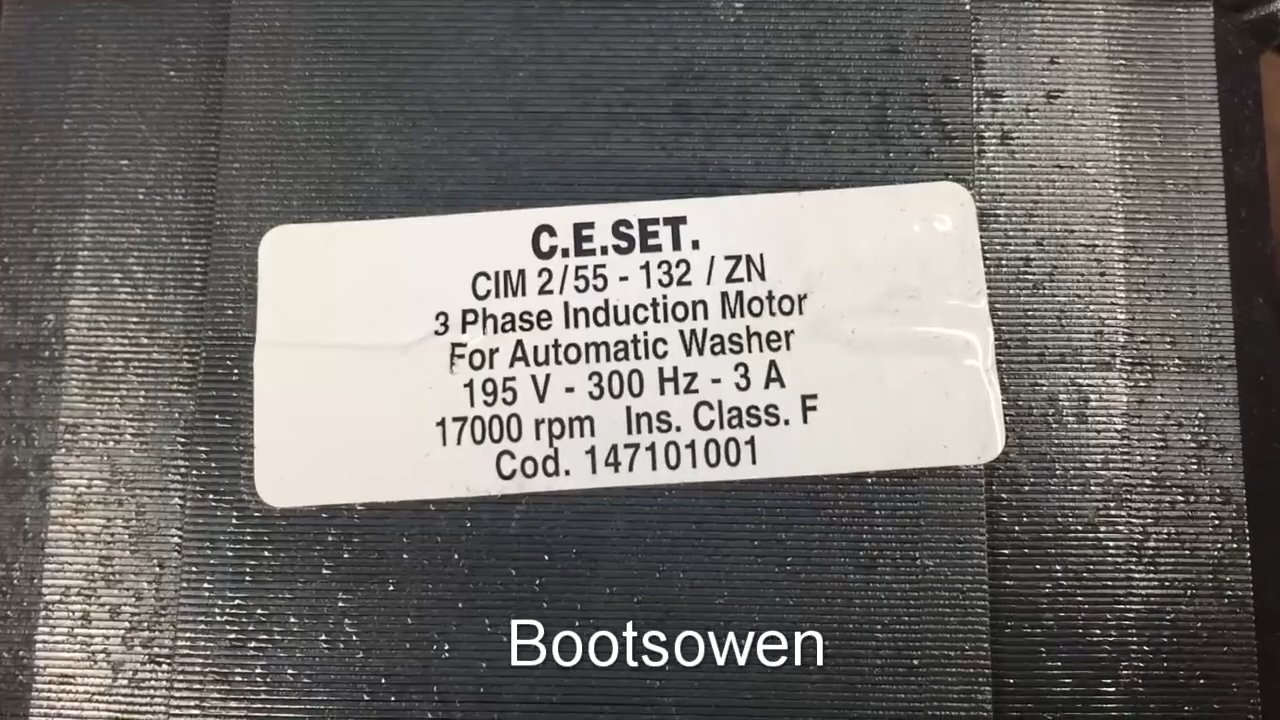 C.E.SET.
CIM 2/55 - 132 / ZN
3 Phase Induction Motor
For Automatic Washer
195 V - 300 Hz - 3 A
17000 rpm Ins. Class. F
Cod. 147101001
Bootsowen